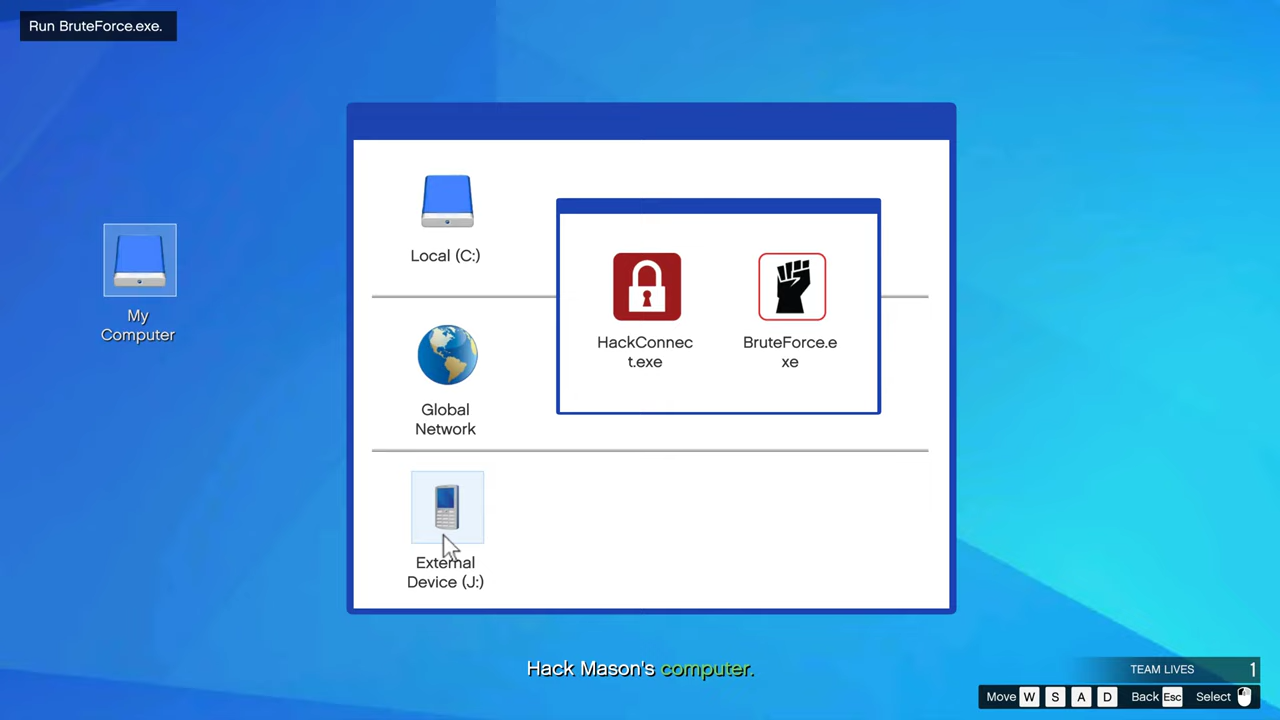 Run BruteForce.exe.
Local (C:)
HackConnec
t.exe
BruteForce.e
xe
My
Computer
Global
Network
External
Device (J:)
Hack Mason's computer.
TEAM LIVES 1
Move W S A D Back Esc Select